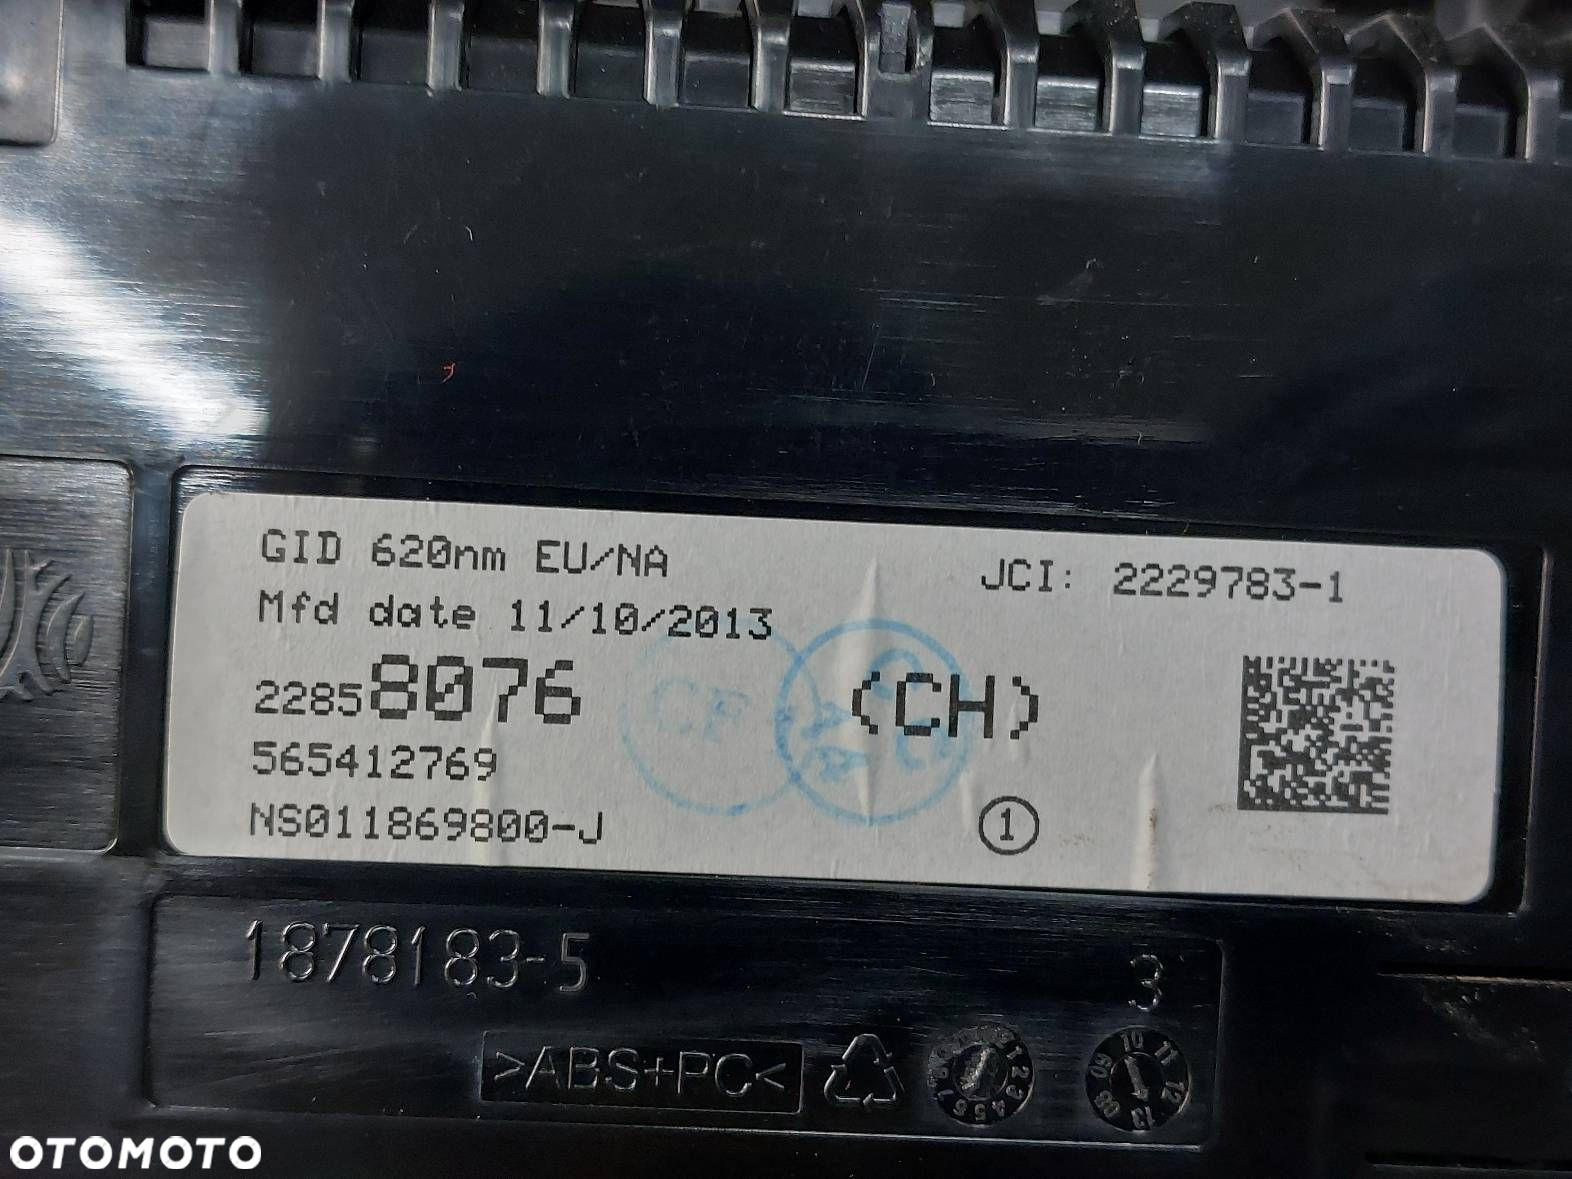 GID 620nm EU/NA
JCI: 2229783-1
Mfd date 11/10/2013
22858076
(CH)
565412769
NS011869800-J
1
1878183-5
3
>ABS+PC<
OTOMOTO